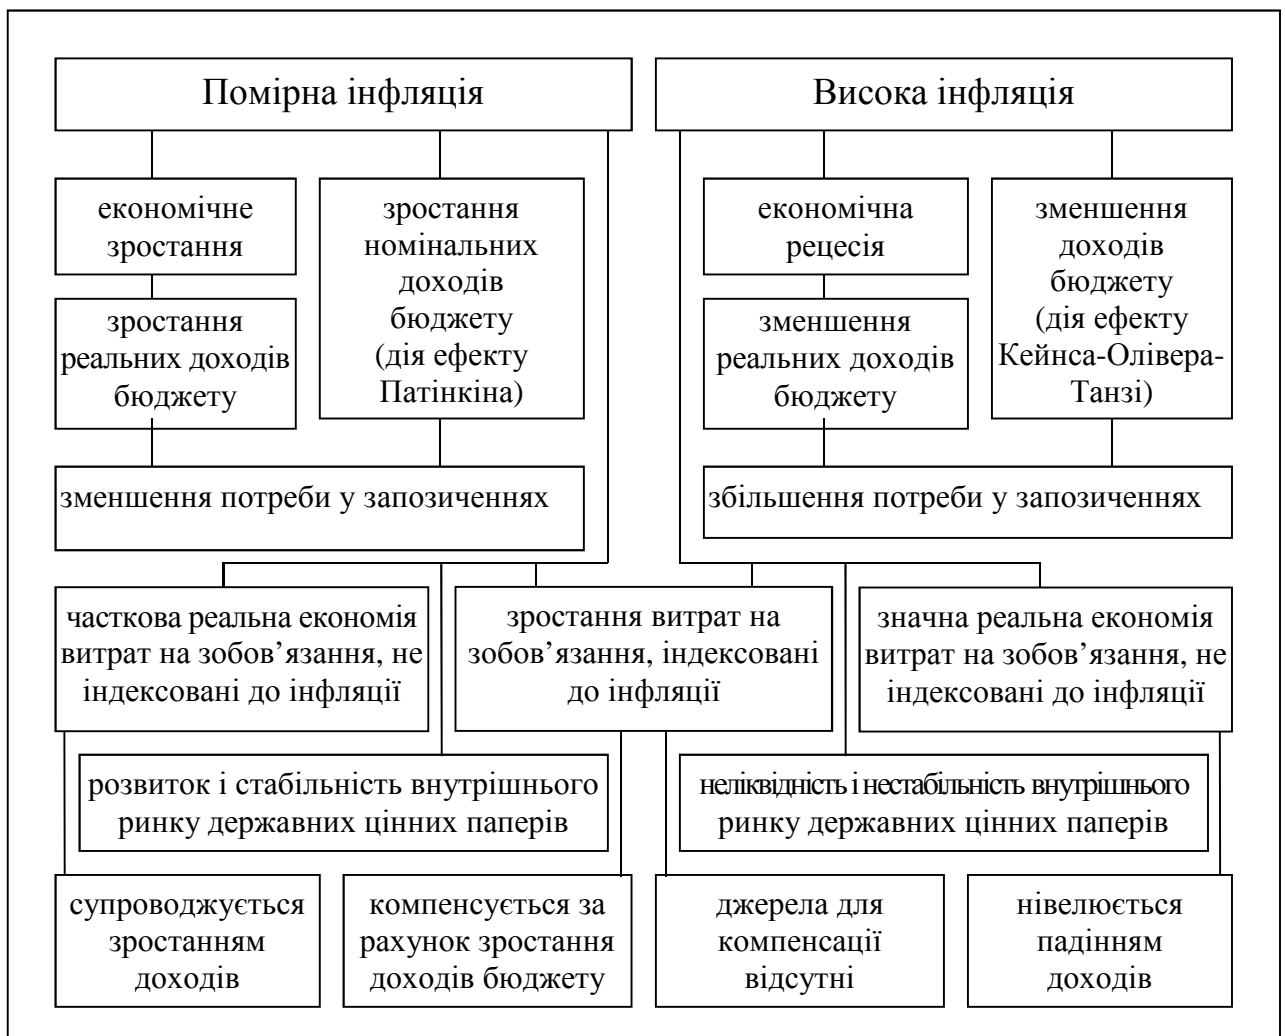 Помірна інфляція
Висока інфляція
економічне
зростання
зростання
номінальних
доходів
бюджету
(дія ефекту
Патінкіна)
економічна
рецесія
зменшення
доходів
бюджету
(дія ефекту
Кейнса-Олівера-
Танзі)
зростання
реальних доходів
бюджету
зменшення
реальних доходів
бюджету
зменшення потреби у запозиченнях
збільшення потреби у запозиченнях
часткова реальна економія
витрат на зобов’язання, не
індексовані до інфляції
зростання витрат на
зобов’язання, індексовані
до інфляції
значна реальна економія
витрат на зобов’язання, не
індексовані до інфляції
розвиток і стабільність внутрішнього
ринку державних цінних паперів
неліквідність і нестабільність внутрішнього
ринку державних цінних паперів
супроводжується
зростанням
доходів
компенсується за
рахунок зростання
доходів бюджету
джерела для
компенсації
відсутні
нівелюється
падінням
доходів